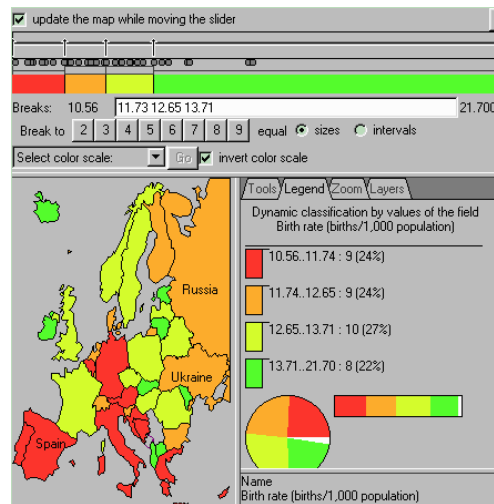 update the map while moving the slider
Breaks: 10.56 11.73 12.65 13.71 21.700
Break to 2 3 4 5 6 7 8 9 equal sizes intervals
Select color scale: Go invert color scale
Tools Legend Zoom Layers
Dynamic classification by values of the field
Birth rate (births/1,000 population)
10.56..11.74 : 9 (24%)
11.74..12.65 : 9 (24%)
12.65..13.71 : 10 (27%)
13.71..21.70 : 8 (22%)
Russia
Ukraine
Spain
Name
Birth rate (births/1,000 population)